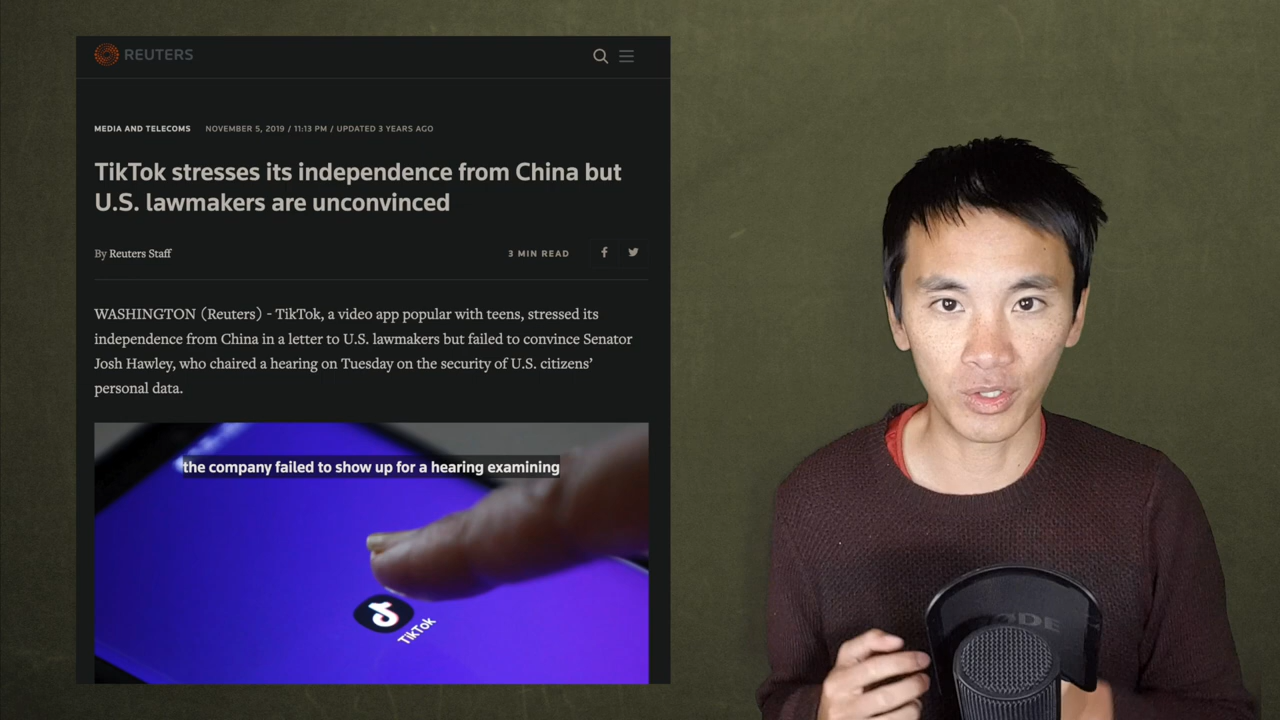 REUTERS
MEDIA AND TELECOMS NOVEMBER 5, 2019 / 11:13 PM / UPDATED 3 YEARS AGO
TikTok stresses its independence from China but
U.S. lawmakers are unconvinced
By Reuters Staff
3 MIN READ
WASHINGTON (Reuters) - TikTok, a video app popular with teens, stressed its
independence from China in a letter to U.S. lawmakers but failed to convince Senator
Josh Hawley, who chaired a hearing on Tuesday on the security of U.S. citizens’
personal data.
the company failed to show up for a hearing examining
TikTok